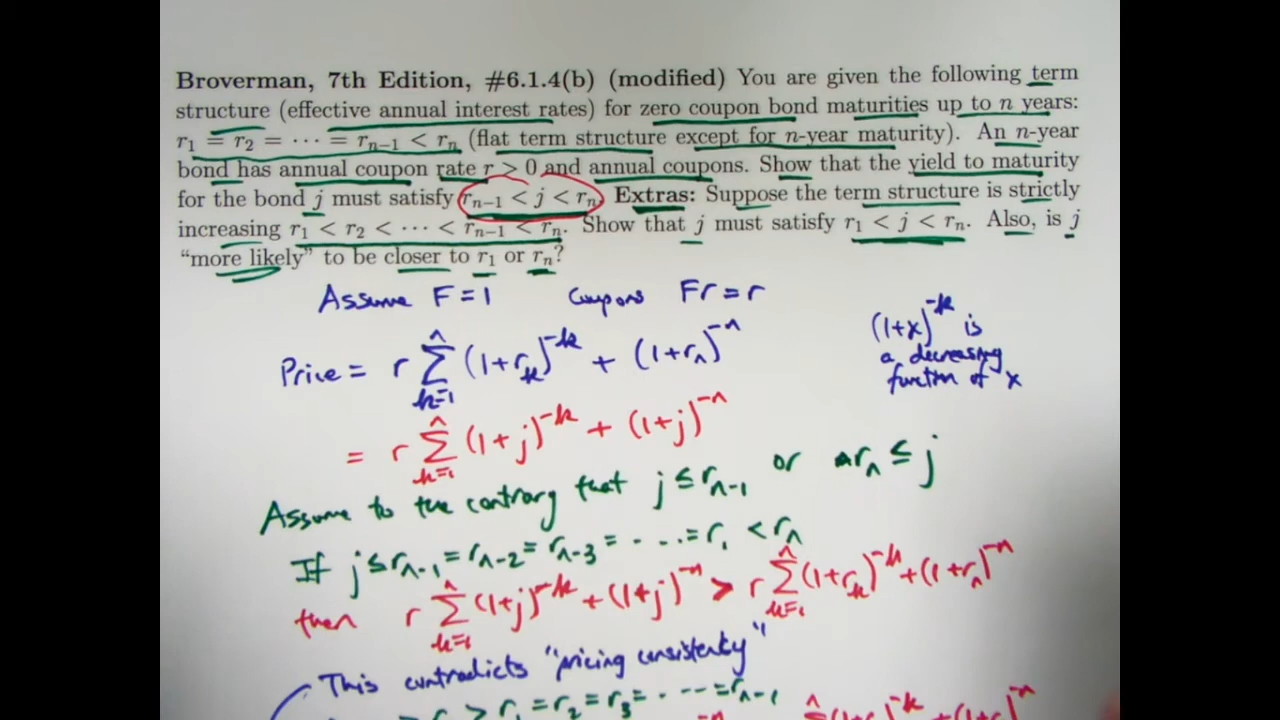 Broverman, 7th Edition, #6.1.4(b) (modified) You are given the following term
structure (effective annual interest rates) for zero coupon bond maturities up to n years:
r₁ = r₂ = ⋯ = rₙ₋₁ < rₙ (flat term structure except for n-year maturity). An n-year
bond has annual coupon rate r > 0 and annual coupons. Show that the yield to maturity
for the bond j must satisfy rₙ₋₁ < j < rₙ. Extras: Suppose the term structure is strictly
increasing r₁ < r₂ < ⋯ < rₙ₋₁ < rₙ. Show that j must satisfy r₁ < j < rₙ. Also, is j
"more likely" to be closer to r₁ or rₙ?
Assume F=1 Coupons Fr=r
(1+x)^-k is
a decreasing
function of x
Price = r Σ_{k=1}^n (1+r_k)^-k + (1+r_n)^-n
= r Σ_{k=1}^n (1+j)^-k + (1+j)^-n
Assume to the contrary that j ≤ rₙ₋₁ or rₙ ≤ j
If j ≤ rₙ₋₁ = rₙ₋₂ = rₙ₋₃ = ⋯ = r₁ < rₙ
then r Σ_{k=1}^n (1+j)^-k + (1+j)^-n > r Σ_{k=1}^n (1+r_k)^-k + (1+r_n)^-n
This contradicts "pricing consistency"
> r₁ = r₂ = r₃ = ⋯ = rₙ₋₁